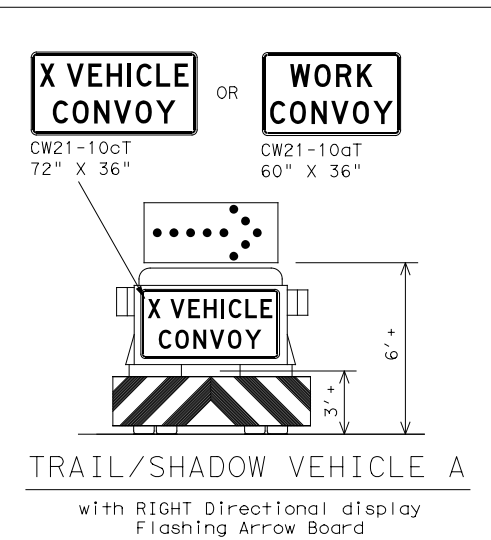 X VEHICLE
CONVOY
OR
WORK
CONVOY
CW21-10cT
72" X 36"
CW21-10aT
60" X 36"
X VEHICLE
CONVOY
6'+
3'+
TRAIL/SHADOW VEHICLE A
with RIGHT Directional display
Flashing Arrow Board